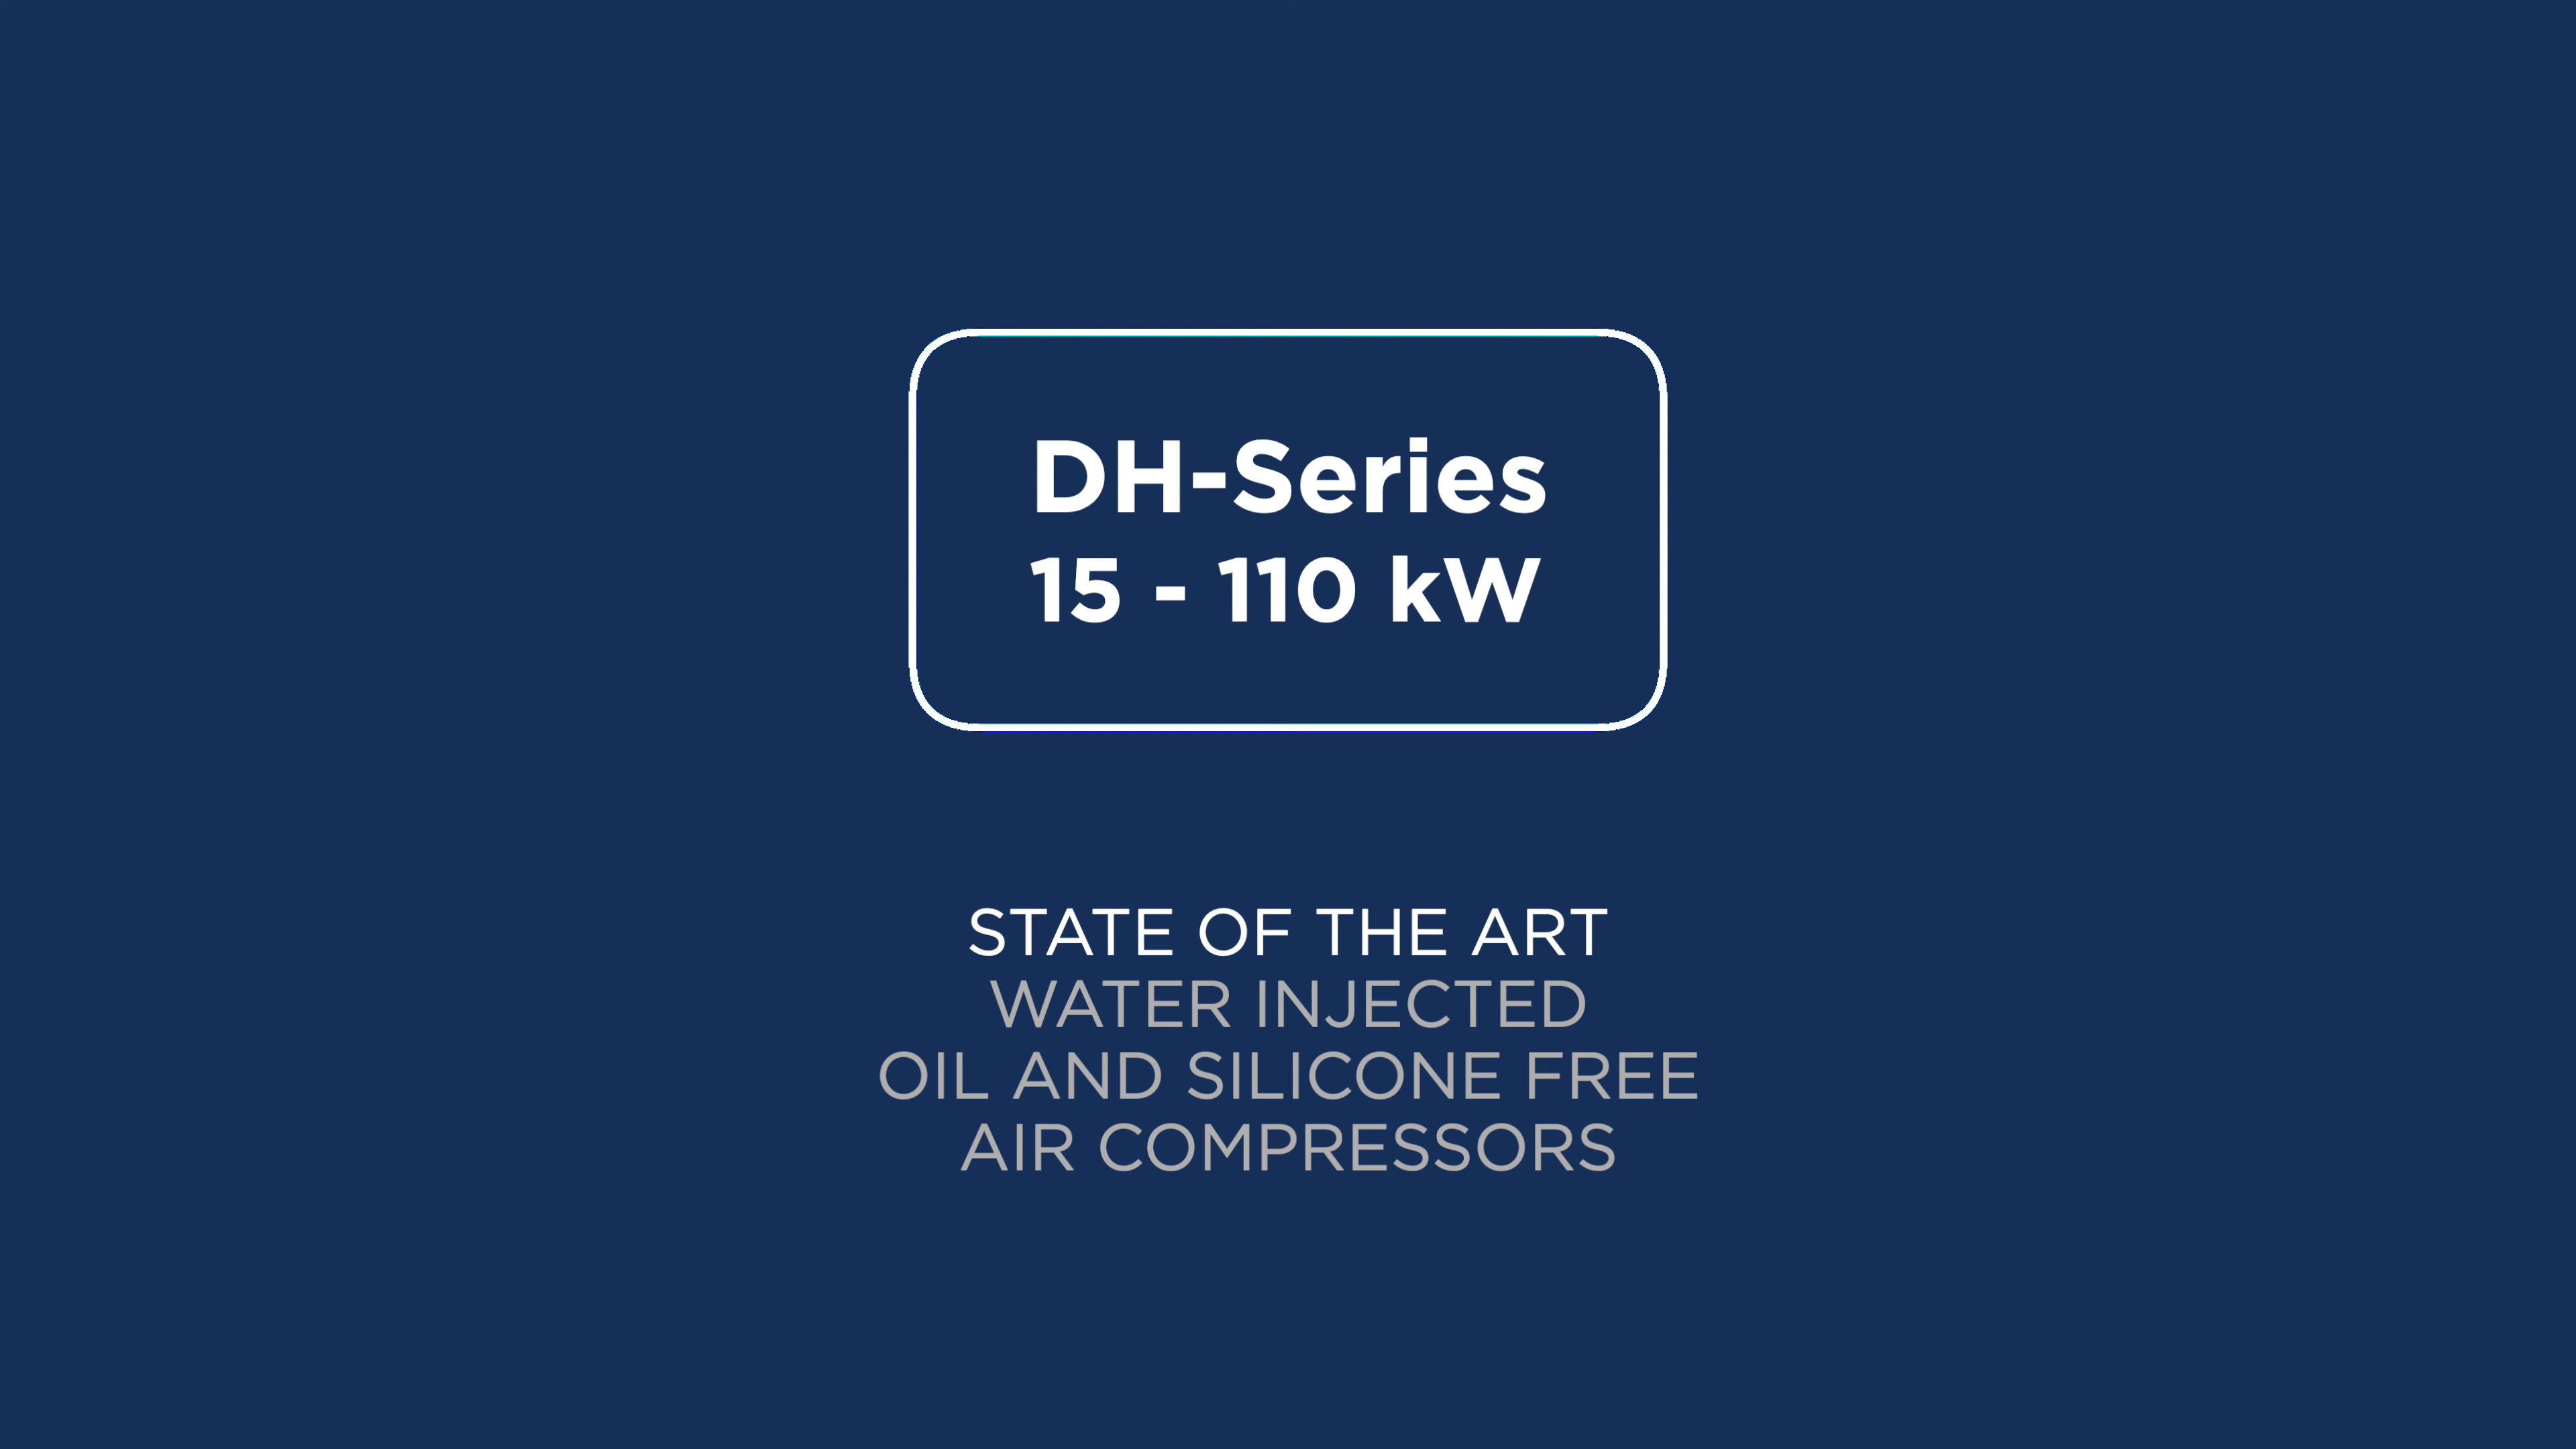 DH-Series
15 - 110 kW
STATE OF THE ART
WATER INJECTED
OIL AND SILICONE FREE
AIR COMPRESSORS